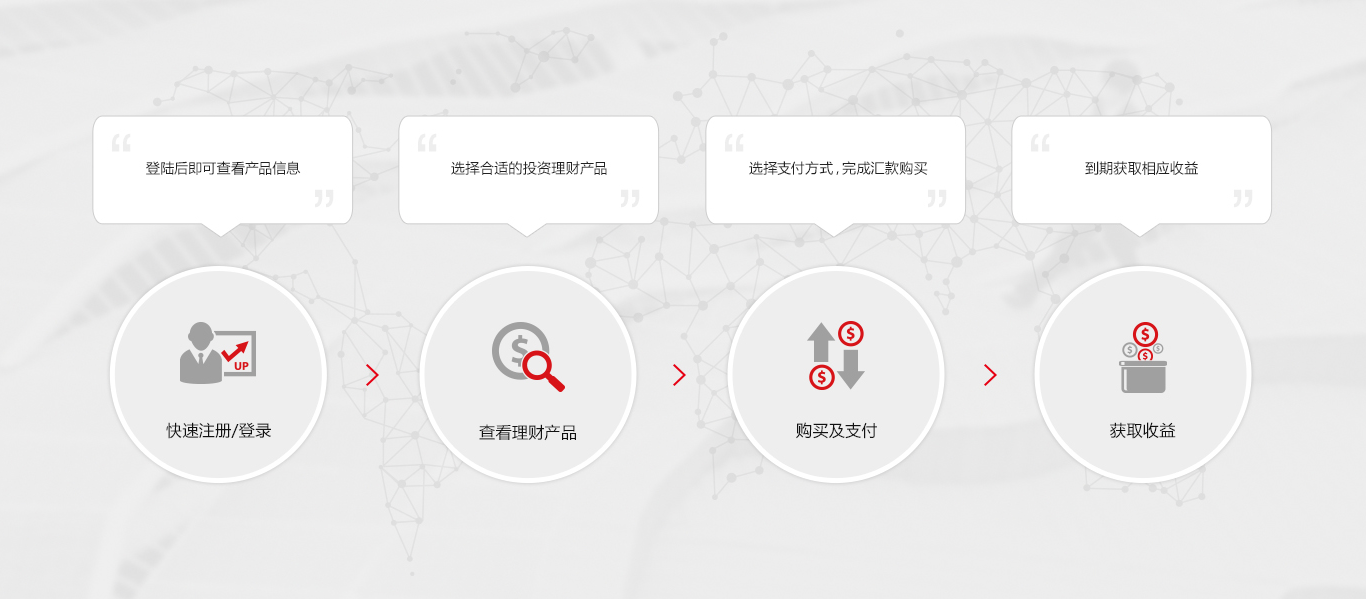 登陆后即可查看产品信息
选择合适的投资理财产品
选择支付方式，完成汇款购买
到期获取相应收益
UP
快速注册/登录
查看理财产品
购买及支付
获取收益